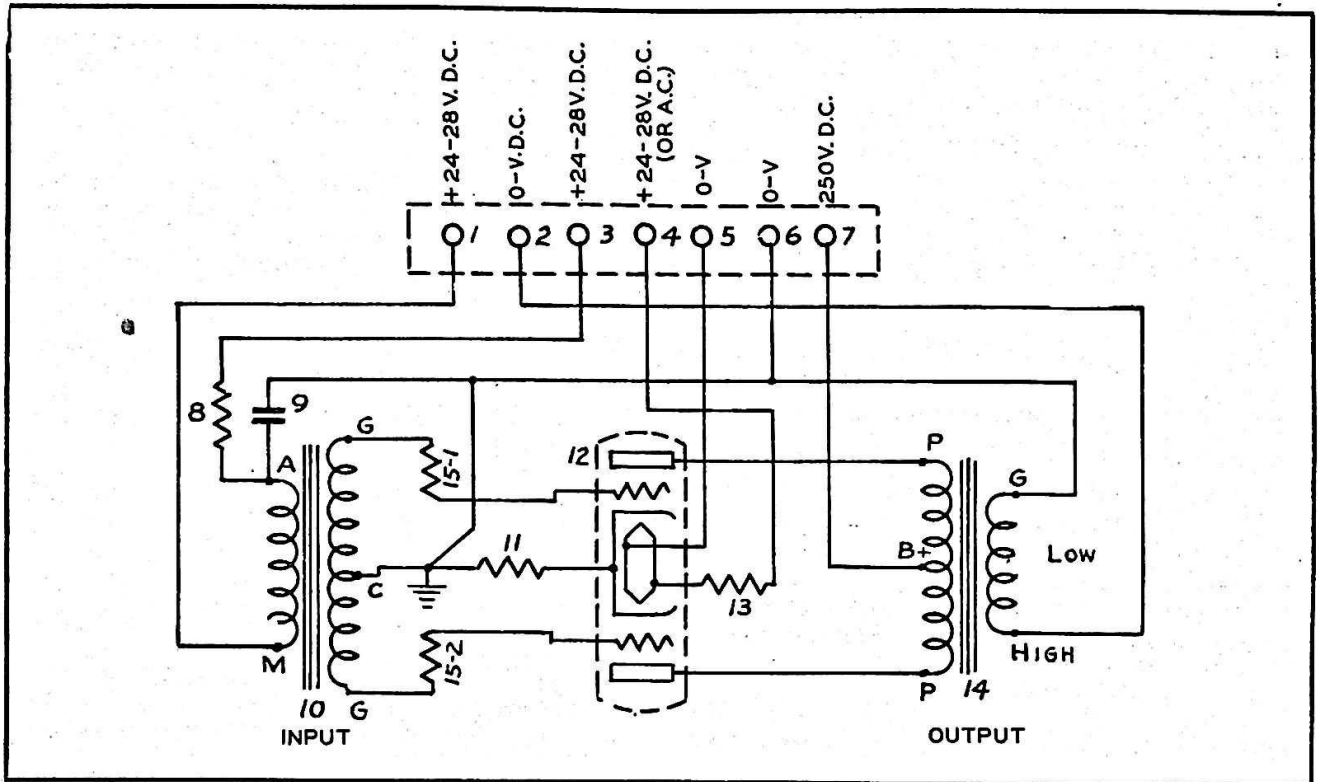 +24-28V. D.C.
0-V. D.C.
+24-28V. D.C.
+24-28V. D.C.
(OR A.C.)
0-V
0-V
250V. D.C.
1
2
3
4
5
6
7
8
9
A
G
15-1
12
P
G
11
C
13
B+
LOW
M
15-2
HIGH
10
G
P
14
INPUT
OUTPUT